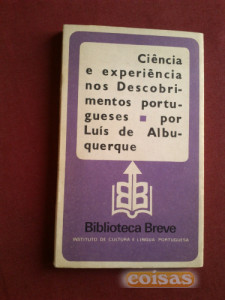 Ciência
e experiência
nos Descobri-
mentos portu-
gueses ■ por
Luís de Albu-
querque
Biblioteca Breve
INSTITUTO DE CULTURA E LÍNGUA PORTUGUESA
coisas